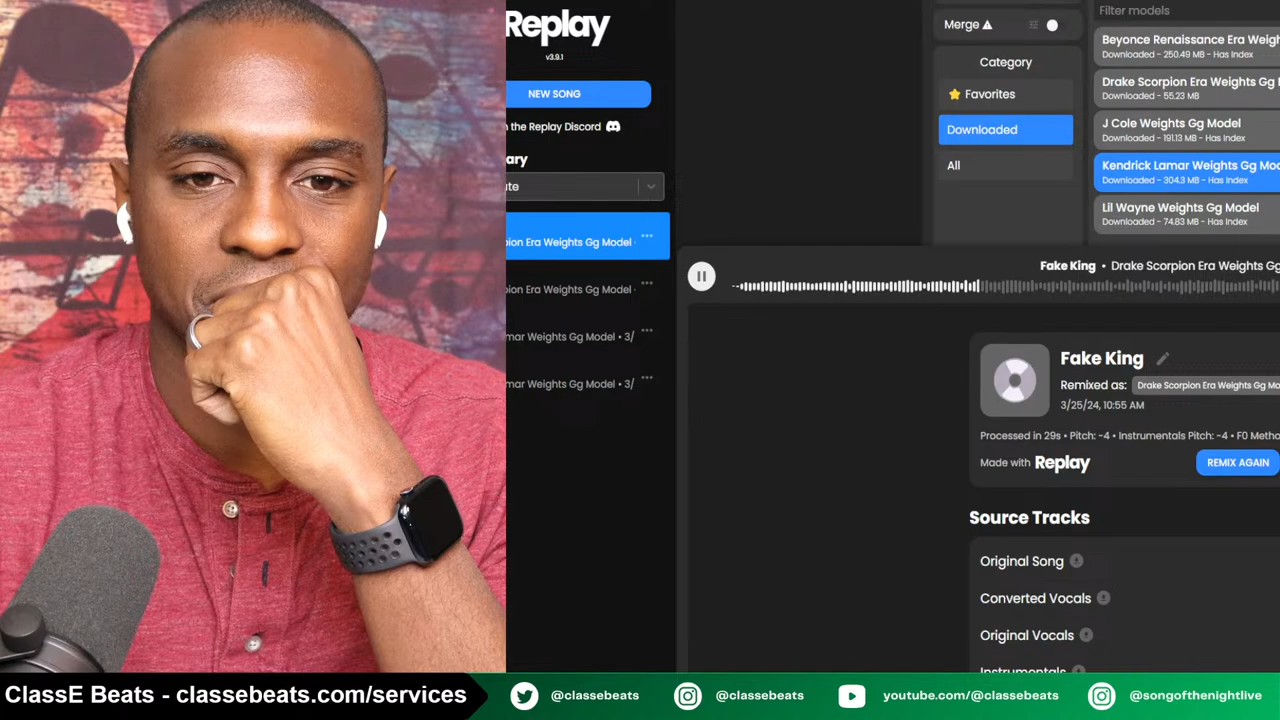 Replay
v3.9.1
NEW SONG
n the Replay Discord
ary
ate
pion Era Weights Gg Model
pion Era Weights Gg Model
amar Weights Gg Model • 3/
amar Weights Gg Model • 3/
Merge
Category
Favorites
Downloaded
All
Filter models
Beyonce Renaissance Era Weigh
Downloaded - 250.49 MB - Has Index
Drake Scorpion Era Weights Gg
Downloaded - 55.23 MB
J Cole Weights Gg Model
Downloaded - 191.13 MB - Has Index
Kendrick Lamar Weights Gg Mod
Downloaded - 304.3 MB - Has Index
Lil Wayne Weights Gg Model
Downloaded - 74.83 MB - Has Index
Fake King • Drake Scorpion Era Weights Gg
Fake King
Remixed as: Drake Scorpion Era Weights Gg Mo
3/25/24, 10:55 AM
Processed in 29s • Pitch: -4 • Instrumentals Pitch: -4 • F0 Metho
Made with Replay
REMIX AGAIN
Source Tracks
Original Song
Converted Vocals
Original Vocals
Instrumentals
ClassE Beats - classebeats.com/services
@classebeats
@classebeats
youtube.com/@classebeats
@songofthenightlive